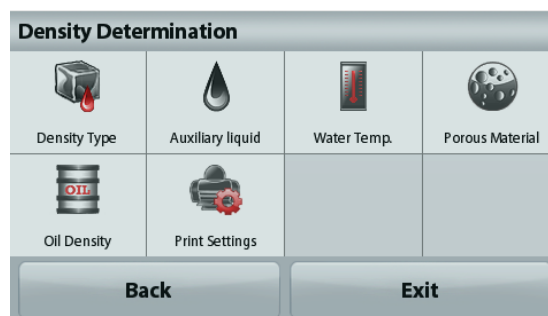 Density Determination
Density Type
Auxiliary liquid
Water Temp.
Porous Material
OIL
Oil Density
Print Settings
Back
Exit